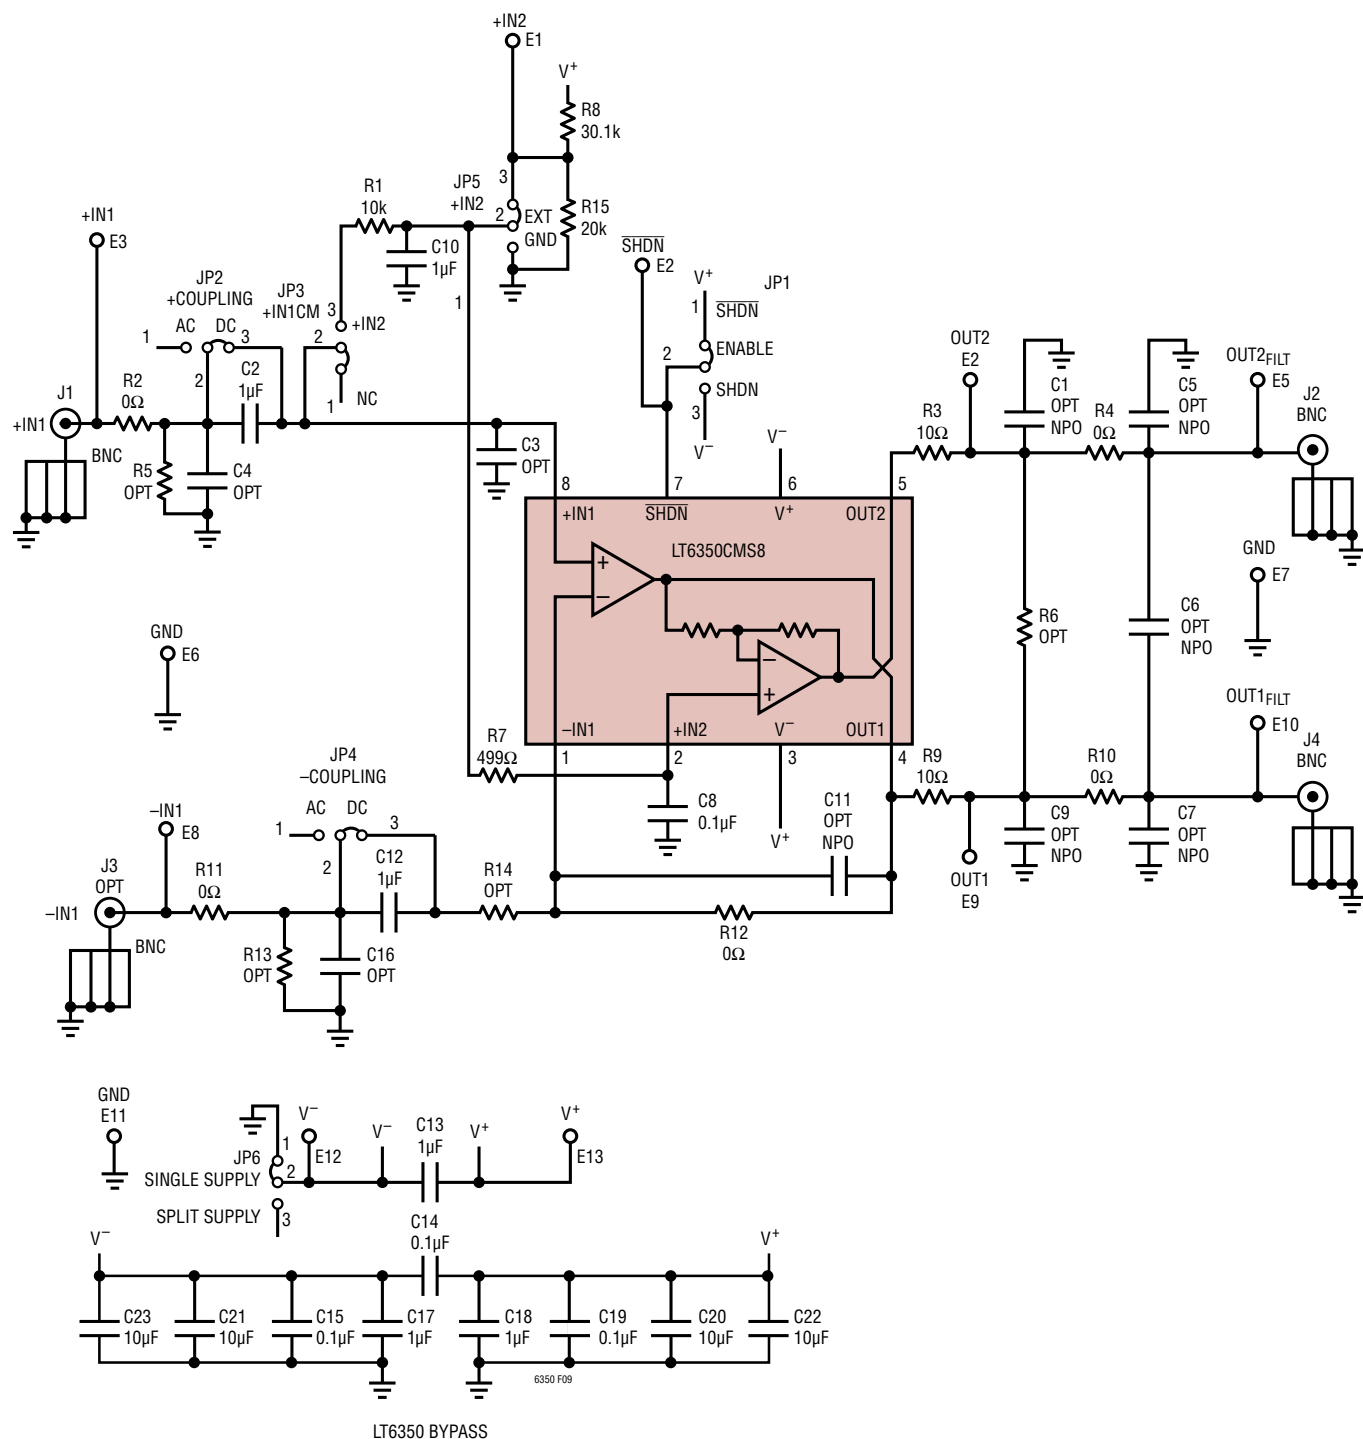 +IN2
E1
V+
R8
30.1k
JP5
+IN2
3
2
EXT
GND
R15
20k
R1
10k
C10
1µF
1
+IN1
E3
JP2
+COUPLING
1
AC
DC
3
2
JP3
+IN1CM
3
+IN2
2
1
NC
SHDN
E2
V+
JP1
1
SHDN
2
ENABLE
SHDN
3
V–
J1
+IN1
BNC
R2
0Ω
C2
1µF
R5
OPT
C4
OPT
C3
OPT
V–
8
7
6
5
+IN1
SHDN
V+
OUT2
LT6350CMS8
+
–
–
+
–IN1
+IN2
V–
OUT1
1
2
3
4
OUT2
E2
R3
10Ω
C1
OPT
NPO
R4
0Ω
C5
OPT
NPO
OUT2FILT
E5
J2
BNC
GND
E7
R6
OPT
C6
OPT
NPO
OUT1FILT
E10
J4
BNC
R9
10Ω
R10
0Ω
C9
OPT
NPO
C7
OPT
NPO
OUT1
E9
GND
E6
R7
499Ω
C8
0.1µF
V+
C11
OPT
NPO
JP4
–COUPLING
1
AC
DC
3
2
–IN1
E8
J3
OPT
–IN1
BNC
R11
0Ω
C12
1µF
R14
OPT
R13
OPT
C16
OPT
R12
0Ω
GND
E11
JP6
1
SINGLE SUPPLY
2
SPLIT SUPPLY
3
V–
E12
V–
C13
1µF
V+
V+
E13
V–
C14
0.1µF
V+
C23
10µF
C21
10µF
C15
0.1µF
C17
1µF
C18
1µF
C19
0.1µF
C20
10µF
C22
10µF
6350 F09
LT6350 BYPASS